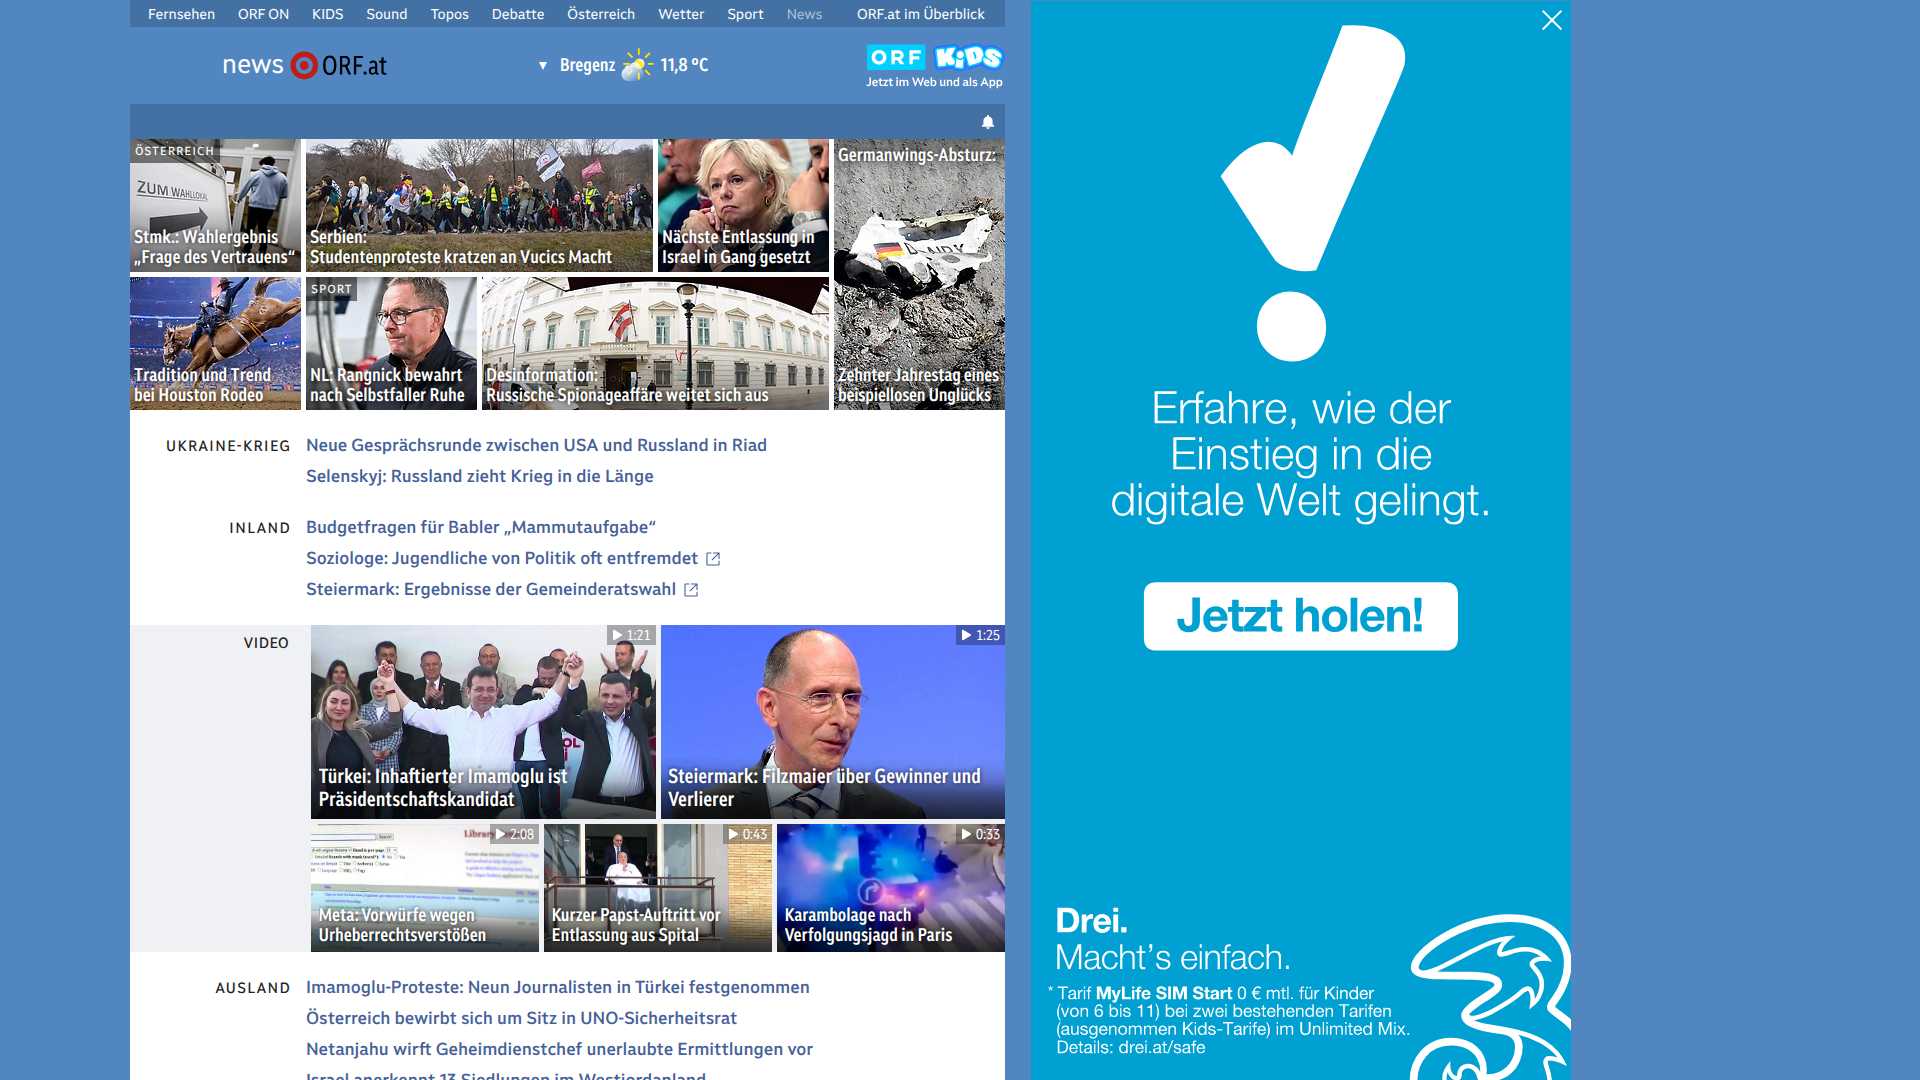 Fernsehen ORF ON KIDS Sound Topos Debatte Österreich Wetter Sport News ORF.at im Überblick
news ORF.at
Bregenz 11,8 °C
ORF KiDS
Jetzt im Web und als App
ÖSTERREICH
ZUM WAHLLOKAL
Stmk.: Wahlergebnis
„Frage des Vertrauens“
Serbien:
Studentenproteste kratzen an Vucics Macht
Nächste Entlassung in
Israel in Gang gesetzt
Germanwings-Absturz:
Zehnter Jahrestag eines
beispiellosen Unglücks
Tradition und Trend
bei Houston Rodeo
SPORT
NL: Rangnick bewahrt
nach Selbstfaller Ruhe
Desinformation:
Russische Spionageaffäre weitet sich aus
UKRAINE-KRIEG
Neue Gesprächsrunde zwischen USA und Russland in Riad
Selenskyj: Russland zieht Krieg in die Länge
INLAND
Budgetfragen für Babler „Mammutaufgabe“
Soziologe: Jugendliche von Politik oft entfremdet
Steiermark: Ergebnisse der Gemeinderatswahl
VIDEO
1:21
Türkei: Inhaftierter Imamoglu ist
Präsidentschaftskandidat
1:25
Steiermark: Filzmaier über Gewinner und
Verlierer
2:08
Meta: Vorwürfe wegen
Urheberrechtsverstößen
0:43
Kurzer Papst-Auftritt vor
Entlassung aus Spital
0:33
Karambolage nach
Verfolgungsjagd in Paris
AUSLAND
Imamoglu-Proteste: Neun Journalisten in Türkei festgenommen
Österreich bewirbt sich um Sitz in UNO-Sicherheitsrat
Netanjahu wirft Geheimdienstchef unerlaubte Ermittlungen vor
Israel anerkennt 13 Siedlungen im Westjordanland
Erfahre, wie der
Einstieg in die
digitale Welt gelingt.
Jetzt holen!
Drei.
Macht’s einfach.
* Tarif MyLife SIM Start 0 € mtl. für Kinder
(von 6 bis 11) bei zwei bestehenden Tarifen
(ausgenommen Kids-Tarife) im Unlimited Mix.
Details: drei.at/safe